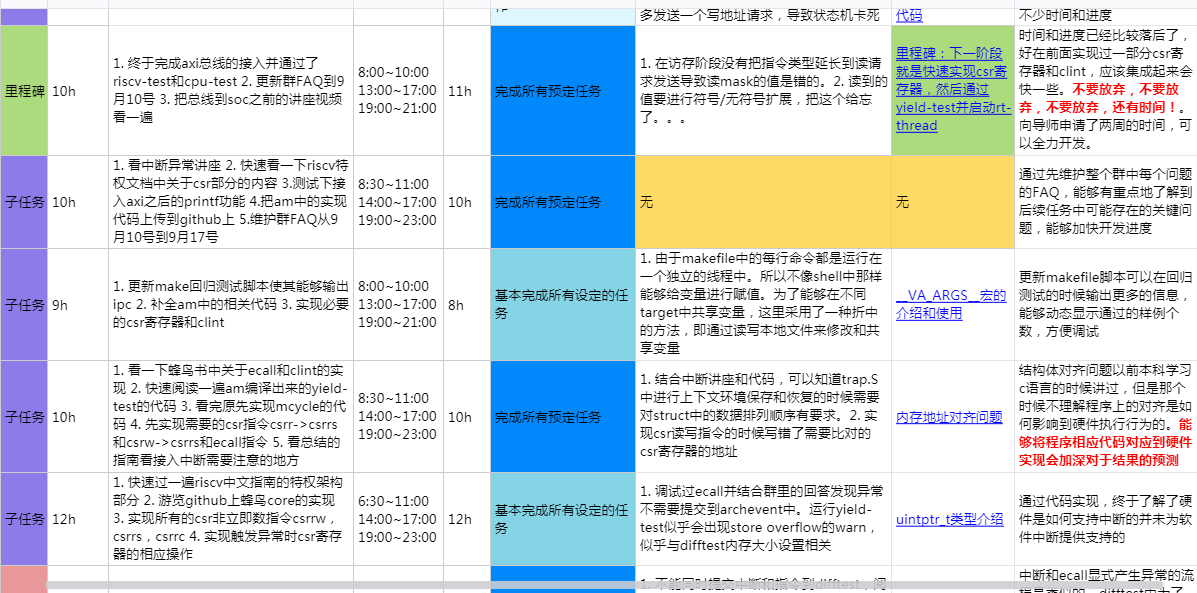 多发送一个写地址请求，导致状态机卡死
代码
不少时间和进度
里程碑
10h
1. 终于完成axi总线的接入并通过了
riscv-test和cpu-test 2. 更新群FAQ到9
月10号 3. 把总线到soc之前的讲座视频
看一遍
8:00~10:00
13:00~17:00
19:00~21:00
11h
完成所有预定任务
1. 在访存阶段没有把指令类型延长到读请
求发送导致读mask的值是错的。2. 读到的
值要进行符号/无符号扩展，把这个给忘
了。。。
里程碑：下一阶段
就是快速实现csr寄
存器，然后通过
yield-test并启动rt-
thread
时间和进度已经比较落后了，
好在前面实现过一部分csr寄
存器和clint，应该集成起来会
快一些。不要放弃，不要放
弃，不要放弃，还有时间！。
向导师申请了两周的时间，可
以全力开发。
子任务
10h
1. 看中断异常讲座 2. 快速看一下riscv特
权文档中关于csr部分的内容 3.测试下接
入axi之后的printf功能 4.把am中的实现
代码上传到github上 5.维护群FAQ从9
月10号到9月17号
8:30~11:00
14:00~17:00
19:00~23:00
10h
完成所有预定任务
无
无
通过先维护整个群中每个问题
的FAQ，能够有重点地了解到
后续任务中可能存在的关键问
题，能够加快开发进度
子任务
9h
1. 更新make回归测试脚本使其能够输出
ipc 2. 补全am中的相关代码 3. 实现必要
的csr寄存器和clint
8:00~10:00
13:00~17:00
19:00~21:00
8h
基本完成所有设定的任
务
1. 由于makefile中的每行命令都是运行在
一个独立的线程中。所以不像shell中那样
能够给变量进行赋值。为了能够在不同
target中共享变量，这里采用了一种折中
的方法，即通过读写本地文件来修改和共
享变量
__VA_ARGS__宏的
介绍和使用
更新makefile脚本可以在回归
测试的时候输出更多的信息，
能够动态显示通过的样例个
数，方便调试
子任务
10h
1. 看一下蜂鸟书中关于ecall和clint的实
现 2. 快速阅读一遍am编译出来的yield-
test的代码 3. 看完原先实现mcycle的代
码 4. 先实现需要的csr指令csrr->csrrs
和csrw->csrrs和ecall指令 5. 看总结的
指南看接入中断需要注意的地方
8:30~11:00
14:00~17:00
19:00~23:00
10h
完成所有预定任务
1. 结合中断讲座和代码，可以知道trap.S
中进行上下文环境保存和恢复的时候需要
对struct中的数据排列顺序有要求。2. 实
现csr读写指令的时候写错了需要比对的
csr寄存器的地址
内存地址对齐问题
结构体对齐问题以前本科学习
c语言的时候讲过，但是那个
时候不理解程序上的对齐是如
何影响到硬件执行行为的。能
够将程序相应代码对应到硬件
实现会加深对于结果的预测
子任务
12h
1. 快速过一遍riscv中文指南的特权架构
部分 2. 游览github上蜂鸟core的实现
3. 实现所有的csr非立即数指令csrrw，
csrrs，csrrc 4. 实现触发异常时csr寄存
器的相应操作
6:30~11:00
14:00~17:00
19:00~23:00
12h
基本完成所有设定的任
务
1. 调试过ecall并结合群里的回答发现异常
不需要提交到archevent中。运行yield-
test似乎会出现store overflow的warn，
似乎与difftest内存大小设置相关
uintptr_t类型介绍
通过代码实现，终于了解了硬
件是如何支持中断的并未为软
件中断提供支持的
1. 不能同时提交中断和指令到difftest，阅
中断和ecall显式产生异常的流